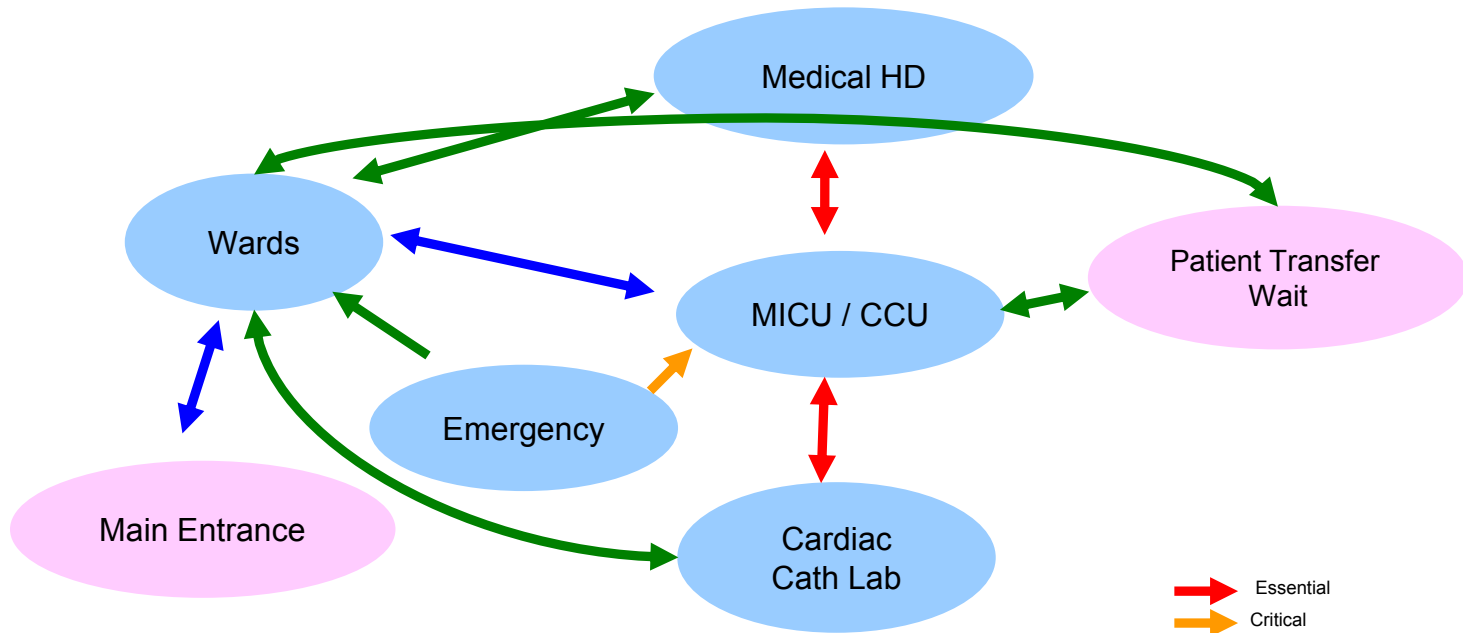 Medical HD
Wards
Patient Transfer
Wait
MICU / CCU
Emergency
Main Entrance
Cardiac
Cath Lab
Essential
Critical